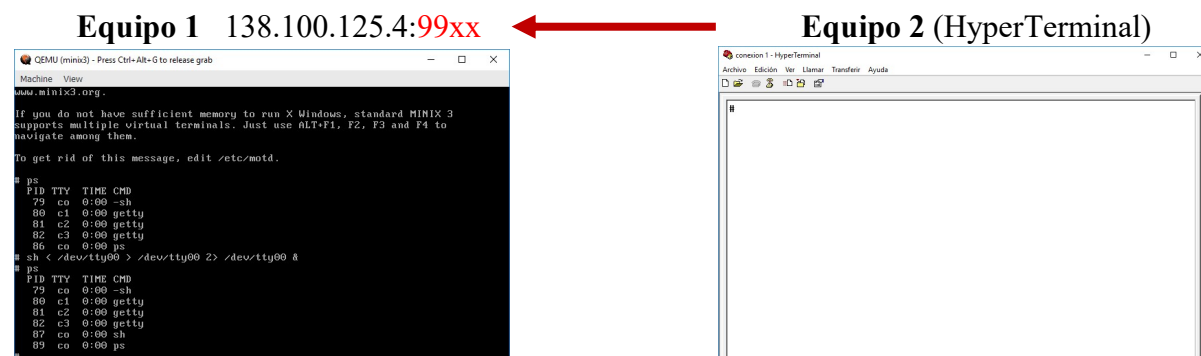 Equipo 1 138.100.125.4:99xx
Equipo 2 (HyperTerminal)
QEMU (minix3) - Press Ctrl+Alt+G to release grab
Machine View
www.minix3.org.
If you do not have sufficient memory to run X Windows, standard MINIX 3
supports multiple virtual terminals. Just use ALT+F1, F2, F3 and F4 to
navigate among them.
To get rid of this message, edit /etc/motd.
# ps
PID TTY TIME CMD
79 co 0:00 -sh
80 c1 0:00 getty
81 c2 0:00 getty
82 c3 0:00 getty
86 co 0:00 ps
# sh < /dev/tty00 > /dev/tty00 2> /dev/tty00 &
# ps
PID TTY TIME CMD
79 co 0:00 -sh
80 c1 0:00 getty
81 c2 0:00 getty
82 c3 0:00 getty
87 co 0:00 sh
89 co 0:00 ps
#
conexion 1 - HyperTerminal
Archivo Edición Ver Llamar Transferir Ayuda
#